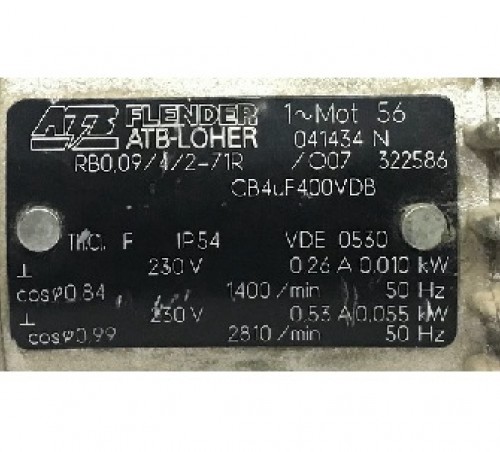 ATB FLENDER 1~Mot 56
ATB-LOHER 041434 N
RB0,09/4/2-71R /007 322586
CB4uF400VDB
Th.Cl. F IP54 VDE 0530
⊥ 230 V 0.26 A 0,010 kW
cosφ0.84 1400/min 50 Hz
⊥ 230 V 0,53 A 0,055 kW
cosφ0,99 2810/min 50 Hz